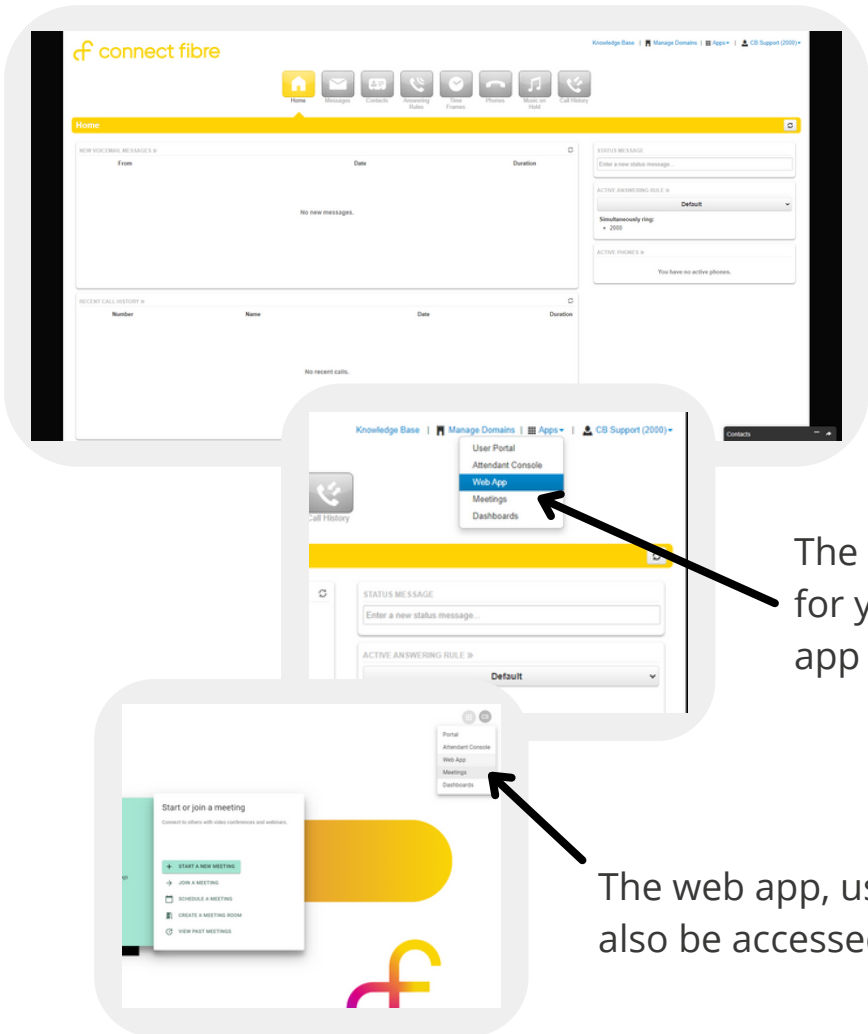 connect fibre
Knowledge Base | Manage Domains | Apps | CB Support (2000)
Home Messages Contacts Answering Rules Time Frames Phones Music on Hold Call History
Home
NEW VOICEMAIL MESSAGES »
From Date Duration
No new messages.
STATUS MESSAGE
Enter a new status message...
ACTIVE ANSWERING RULE »
Default
Simultaneously ring:
• 2000
ACTIVE PHONES »
You have no active phones.
RECENT CALL HISTORY »
Number Name Date Duration
No recent calls.
Contacts
Knowledge Base | Manage Domains | Apps | CB Support (2000)
User Portal
Attendant Console
Web App
Meetings
Dashboards
Call History
STATUS MESSAGE
Enter a new status message...
ACTIVE ANSWERING RULE »
Default
The
for y
app
CB
Portal
Attendant Console
Web App
Meetings
Dashboards
Start or join a meeting
Connect to others with video conferences and webinars.
+ START A NEW MEETING
JOIN A MEETING
SCHEDULE A MEETING
CREATE A MEETING ROOM
VIEW PAST MEETINGS
The web app, us
also be accessed